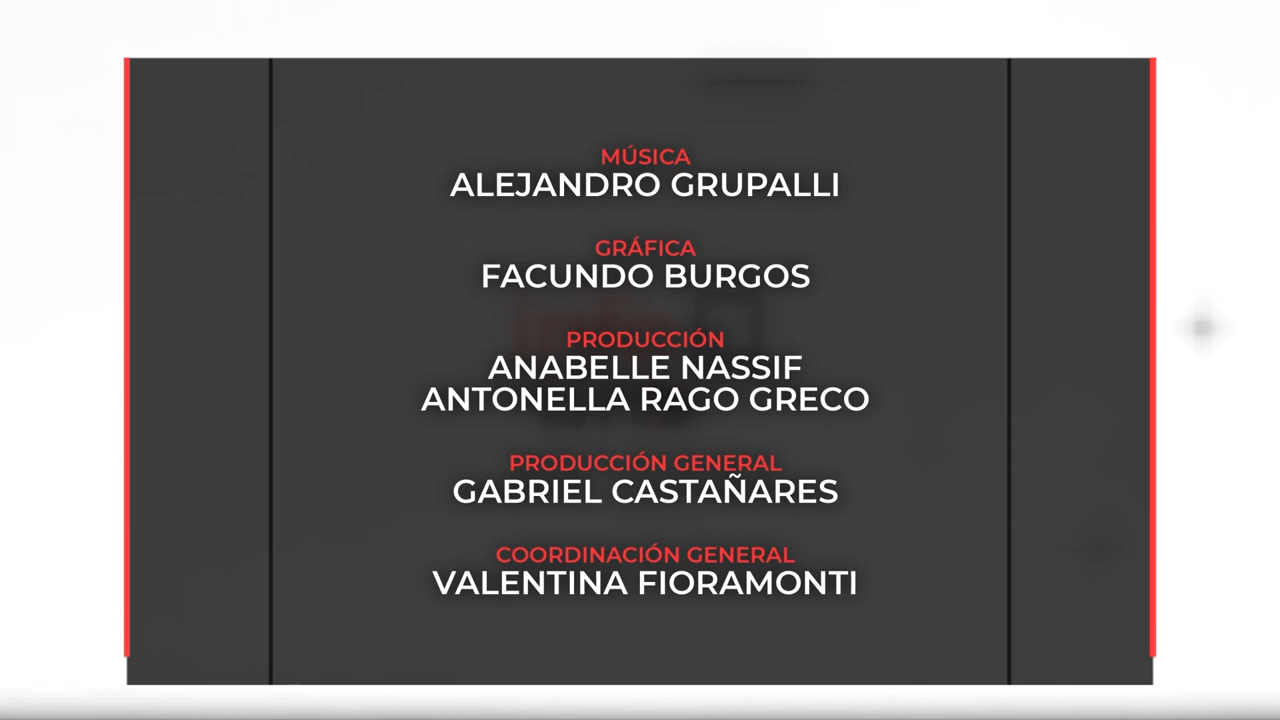 MÚSICA
ALEJANDRO GRUPALLI
GRÁFICA
FACUNDO BURGOS
PRODUCCIÓN
ANABELLE NASSIF
ANTONELLA RAGO GRECO
PRODUCCIÓN GENERAL
GABRIEL CASTAÑARES
COORDINACIÓN GENERAL
VALENTINA FIORAMONTI